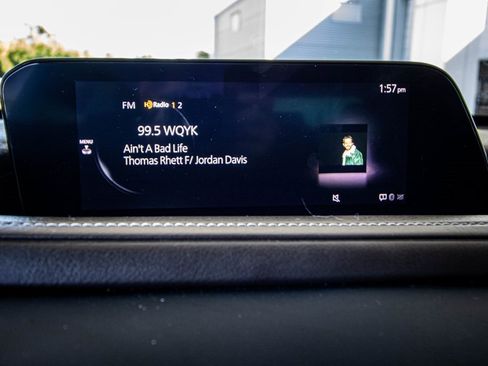 1:57 pm
FM HD Radio 1 2
99.5 WQYK
MENU
Ain't A Bad Life
Thomas Rhett F/ Jordan Davis